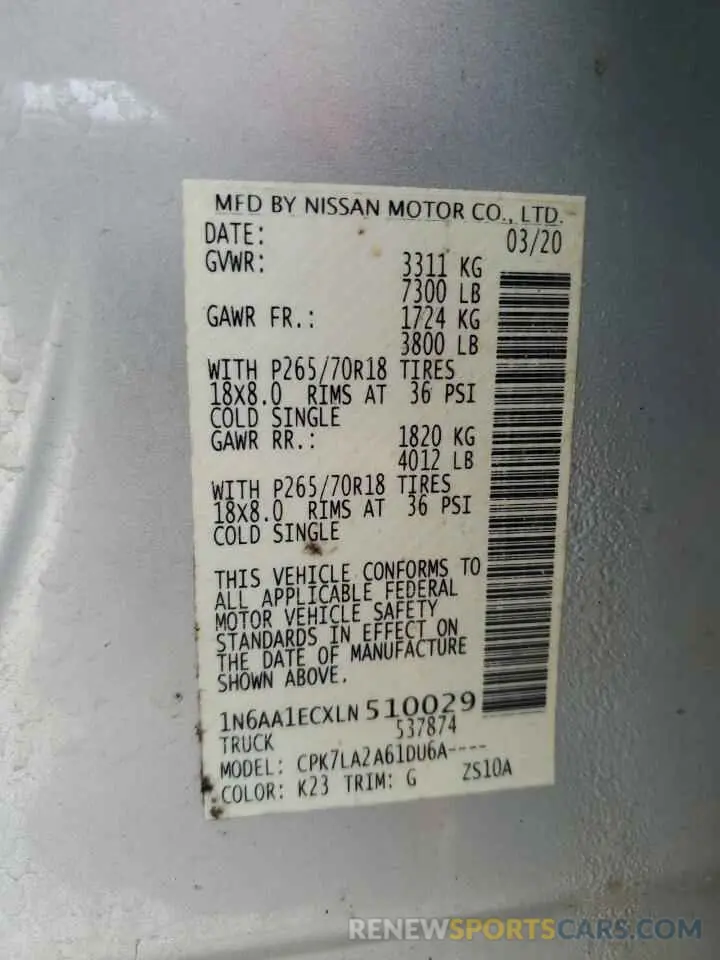 MFD BY NISSAN MOTOR CO., LTD.
DATE: 03/20
GVWR: 3311 KG
7300 LB
GAWR FR.: 1724 KG
3800 LB
WITH P265/70R18 TIRES
18X8.0 RIMS AT 36 PSI
COLD SINGLE
GAWR RR.: 1820 KG
4012 LB
WITH P265/70R18 TIRES
18X8.0 RIMS AT 36 PSI
COLD SINGLE
THIS VEHICLE CONFORMS TO
ALL APPLICABLE FEDERAL
MOTOR VEHICLE SAFETY
STANDARDS IN EFFECT ON
THE DATE OF MANUFACTURE
SHOWN ABOVE.
1N6AA1ECXLN510029
TRUCK 537874
MODEL: CPK7LA2A61DU6A----
COLOR: K23 TRIM: G ZS10A
RENEWSPORTSCARS.COM